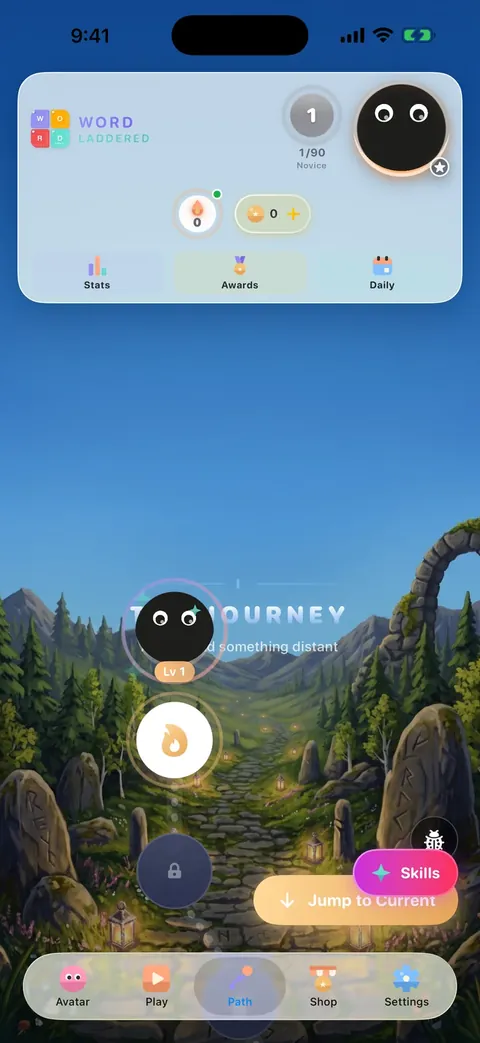 9:41
W O
R D
WORD
LADDERED
1
1/90
Novice
0
0 +
Stats
Awards
Daily
JOURNEY
something distant
Lv 1
Skills
Jump to Current
Avatar
Play
Path
Shop
Settings